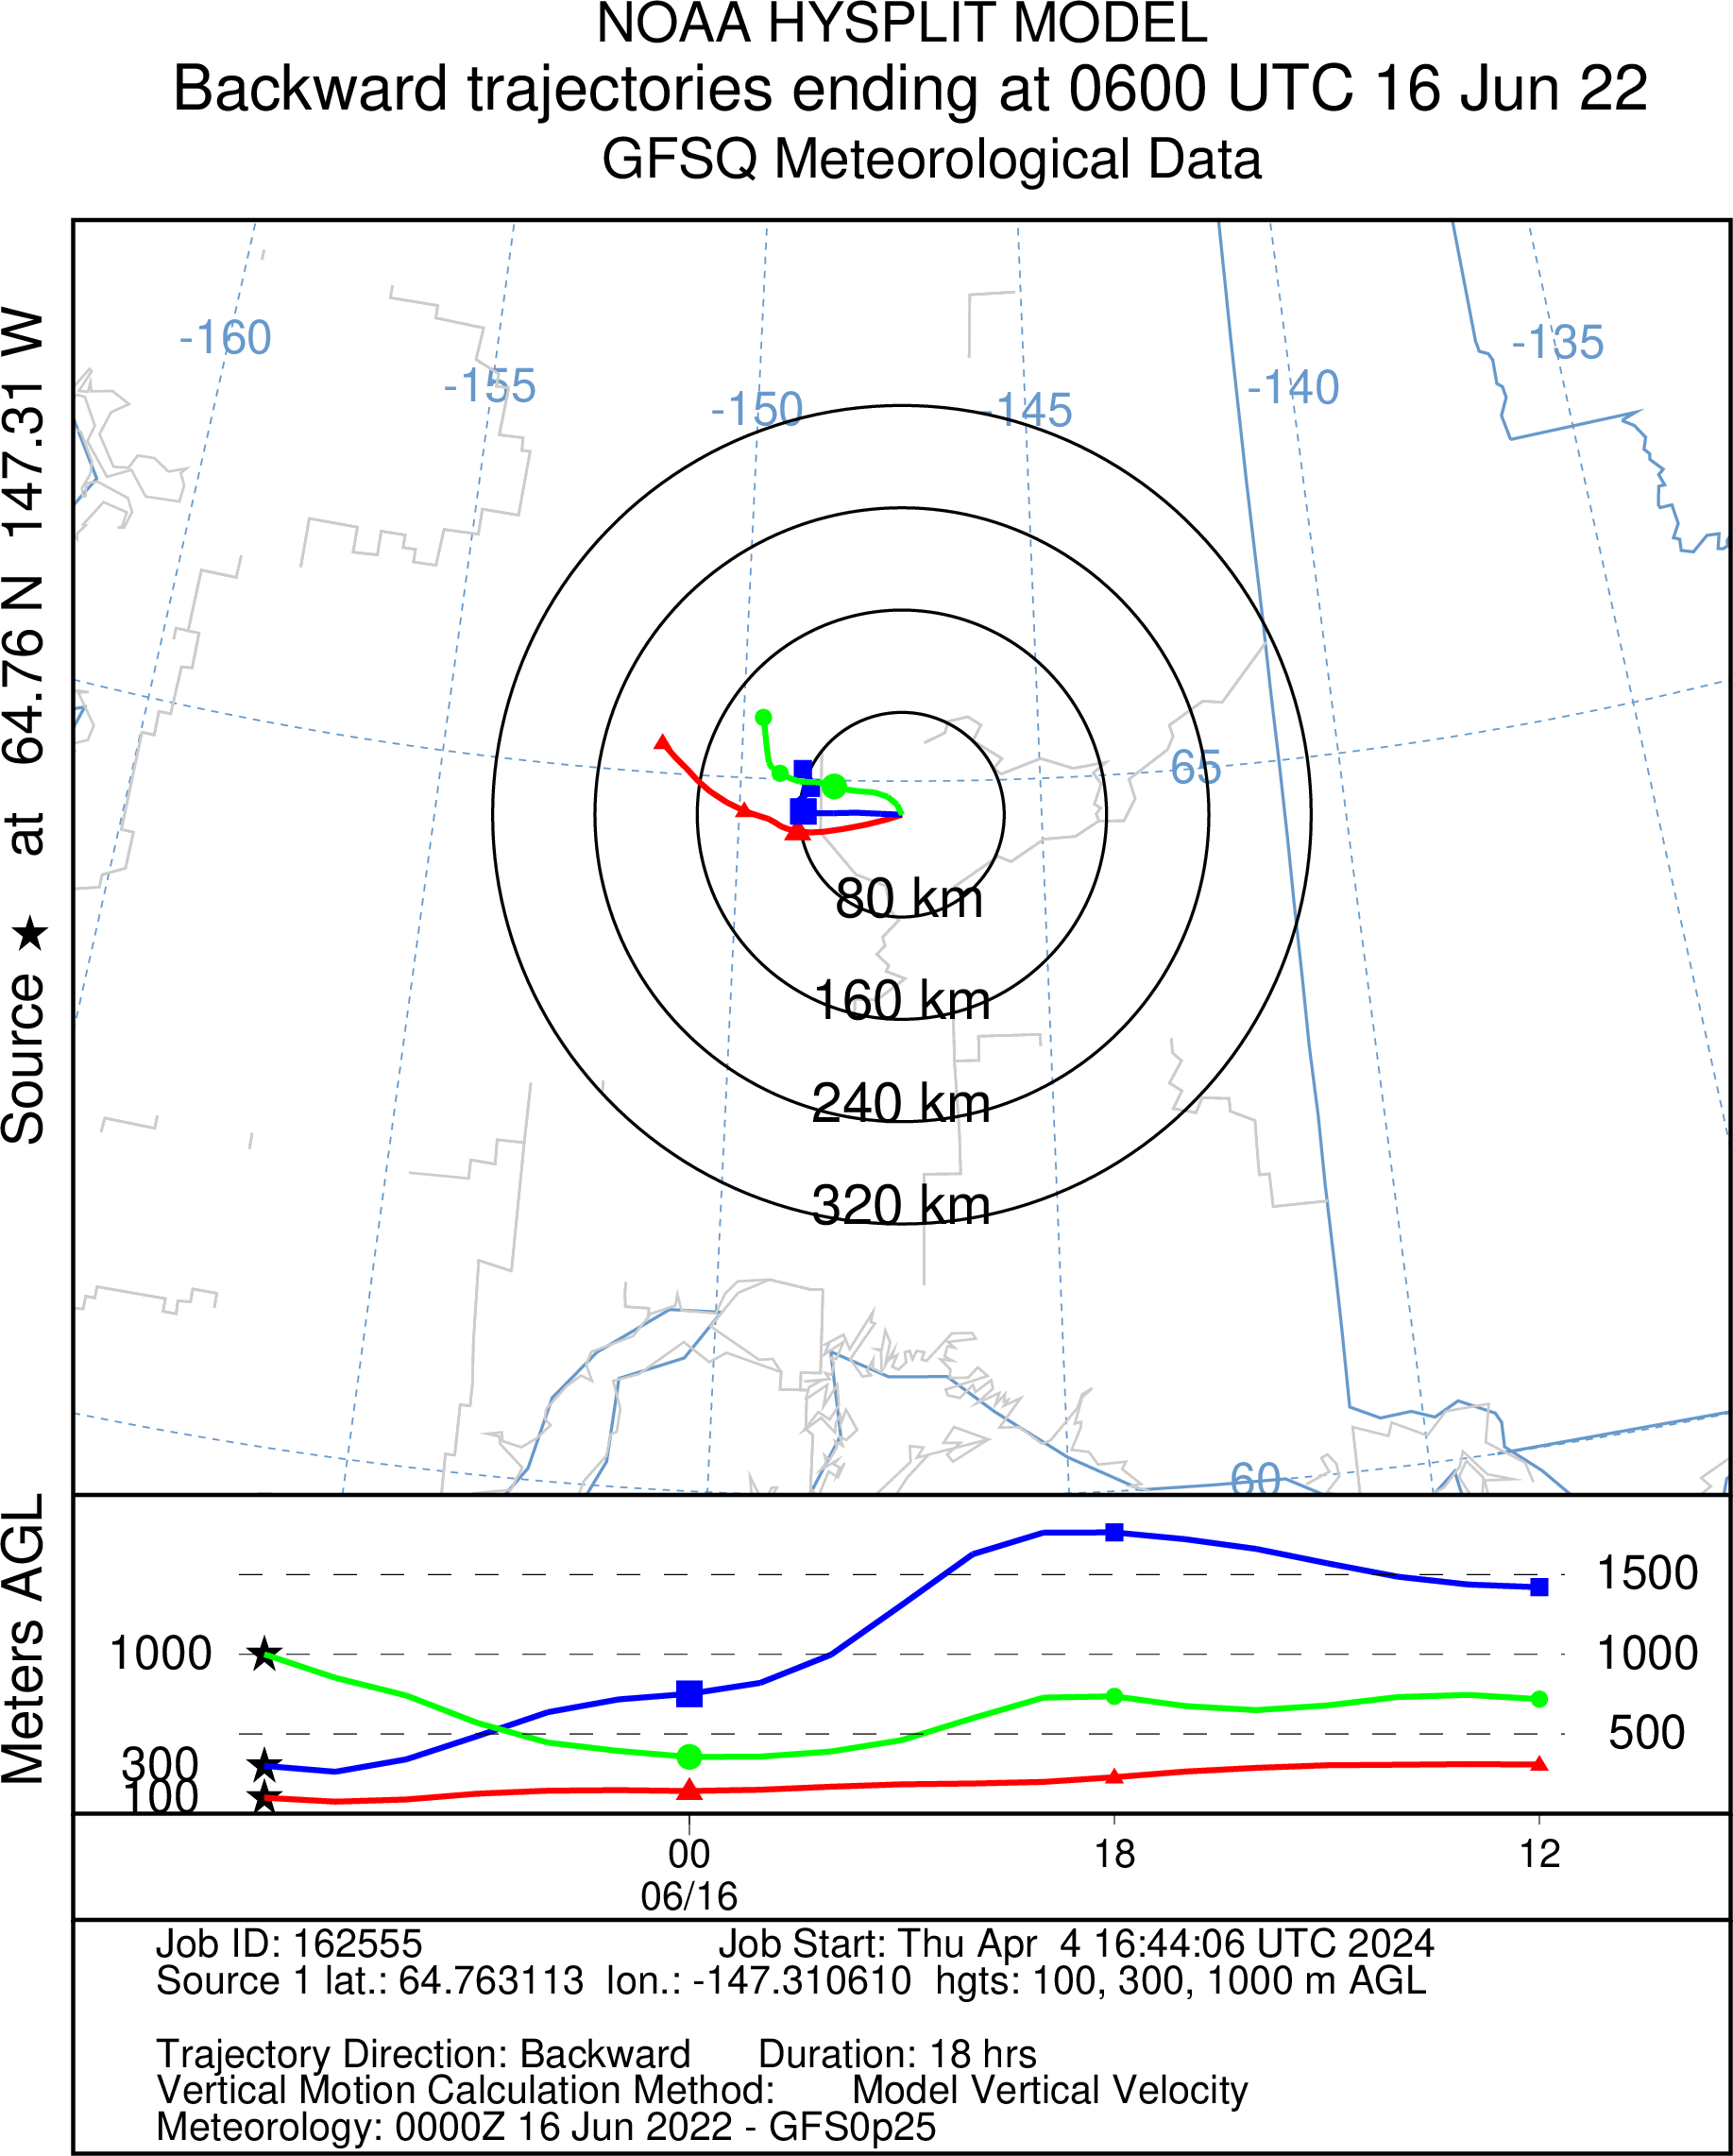 NOAA HYSPLIT MODEL
Backward trajectories ending at 0600 UTC 16 Jun 22
GFSQ Meteorological Data
Source ★ at 64.76 N 147.31 W
-160
-155
-150
-145
-140
-135
65
60
80 km
160 km
240 km
320 km
Meters AGL
1000
300
100
1500
1000
500
00
18
12
06/16
Job ID: 162555 Job Start: Thu Apr 4 16:44:06 UTC 2024
Source 1 lat.: 64.763113 lon.: -147.310610 hgts: 100, 300, 1000 m AGL
Trajectory Direction: Backward Duration: 18 hrs
Vertical Motion Calculation Method: Model Vertical Velocity
Meteorology: 0000Z 16 Jun 2022 - GFS0p25